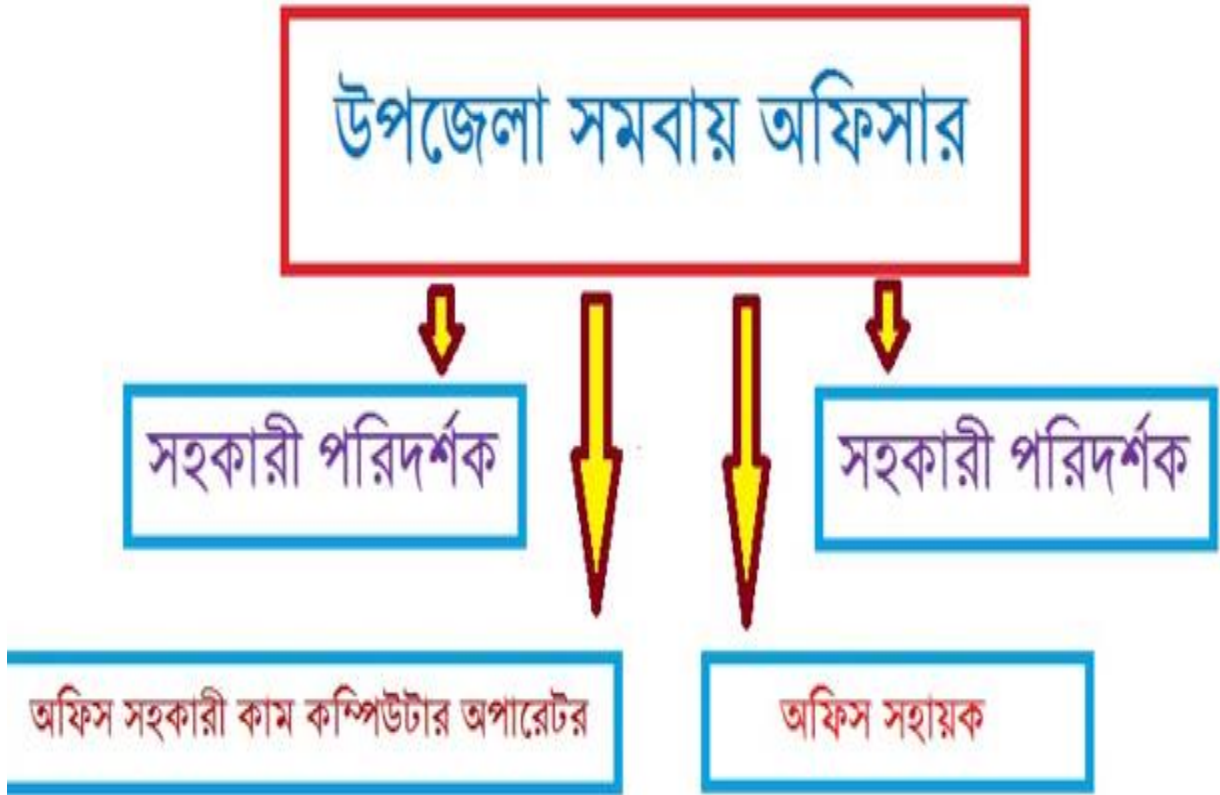 উপজেলা সমবায় অফিসার
সহকারী পরিদর্শক
সহকারী পরিদর্শক
অফিস সহকারী কাম কম্পিউটার অপারেটর
অফিস সহায়ক